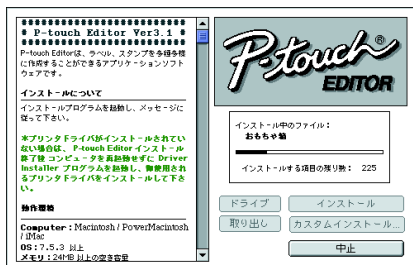 ########################
# P-touch Editor Ver3.1 #
########################
P-touch Editorは、ラベル、スタンプを多種多様
に作成することができるアプリケーションソフト
ウェアです。
インストールについて
インストールプログラムを起動し、メッセージに
従って下さい。
*プリンタドライバがインストールされてい
ない場合は、P-touch Editor インストール
終了後 コンピュータを再起動せずに Driver
Installer プログラムを起動し、御使用され
るプリンタドライバをインストールして下さ
い。
動作環境
Computer : Macintosh / PowerMacintosh
/ iMac
OS : 7.5.3 以上
メモリ : 24MB 以上の空き容量
P-touch®
EDITOR
インストール中のファイル：
おもちゃ箱
インストールする項目の残り数： 225
ドライブ
インストール
取り出し
カスタムインストール...
中止